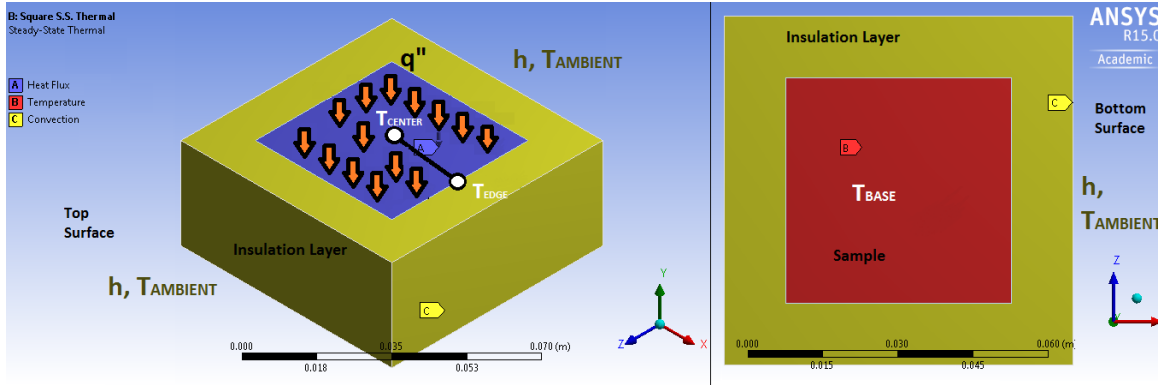 B: Square S.S. Thermal
Steady-State Thermal
A Heat Flux
B Temperature
C Convection
q"
h, TAMBIENT
TCENTER
A
TEDGE
Top
Surface
Insulation Layer
h, TAMBIENT
C
Y
X
Z
0.000 0.035 0.070 (m)
0.018 0.053
ANSYS
R15.0
Academic
Insulation Layer
C
Bottom
Surface
B
TBASE
h,
TAMBIENT
Sample
Z
Y
0.000 0.030 0.060 (m
0.015 0.045